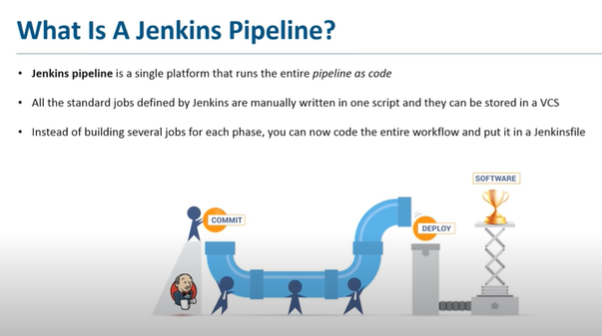 What Is A Jenkins Pipeline?
• Jenkins pipeline is a single platform that runs the entire pipeline as code
• All the standard jobs defined by Jenkins are manually written in one script and they can be stored in a VCS
• Instead of building several jobs for each phase, you can now code the entire workflow and put it in a Jenkinsfile
SOFTWARE
COMMIT
DEPLOY